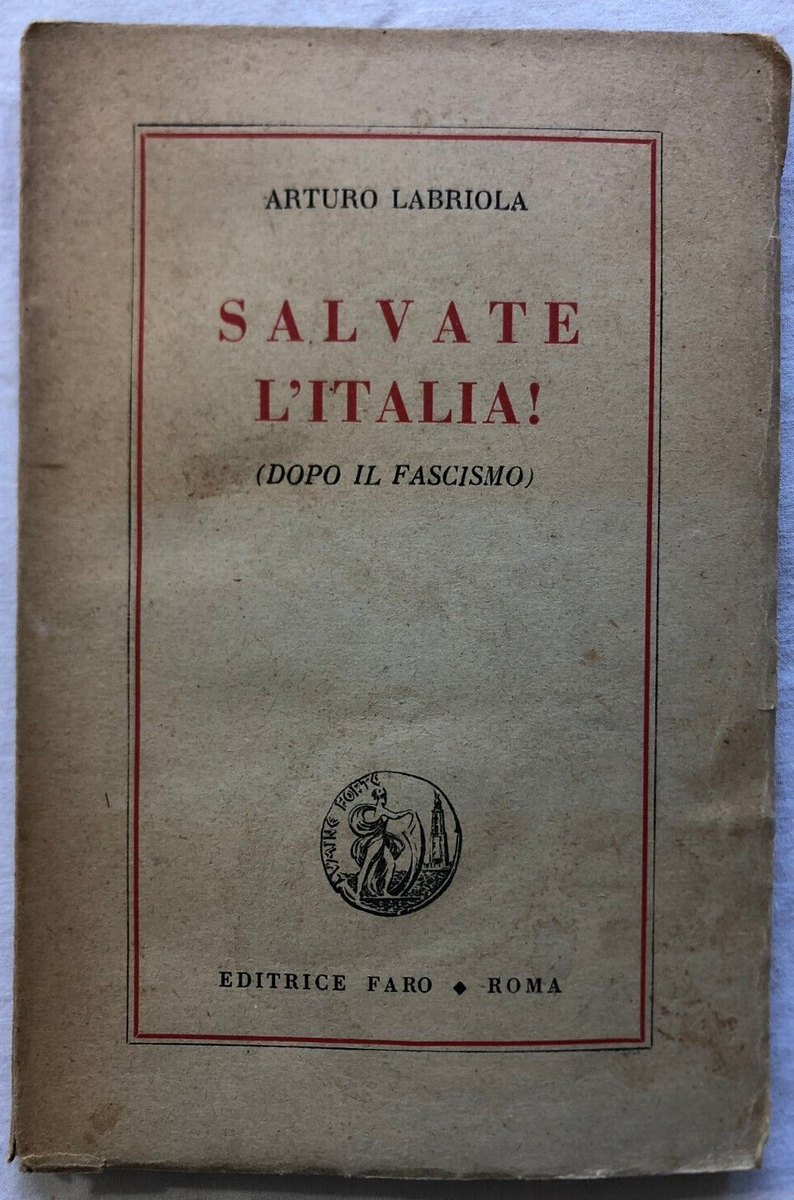 ARTURO LABRIOLA
SALVATE
L'ITALIA!
(DOPO IL FASCISMO)
EDITRICE FARO ◆ ROMA